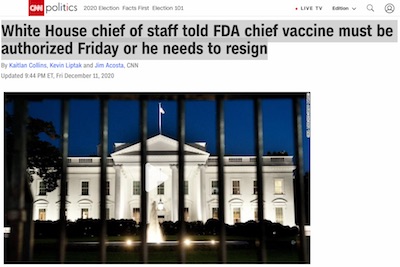 CNN politics 2020 Election Facts First Election 101 LIVE TV Edition
White House chief of staff told FDA chief vaccine must be
authorized Friday or he needs to resign
By Kaitlan Collins, Kevin Liptak and Jim Acosta, CNN
Updated 9:44 PM ET, Fri December 11, 2020